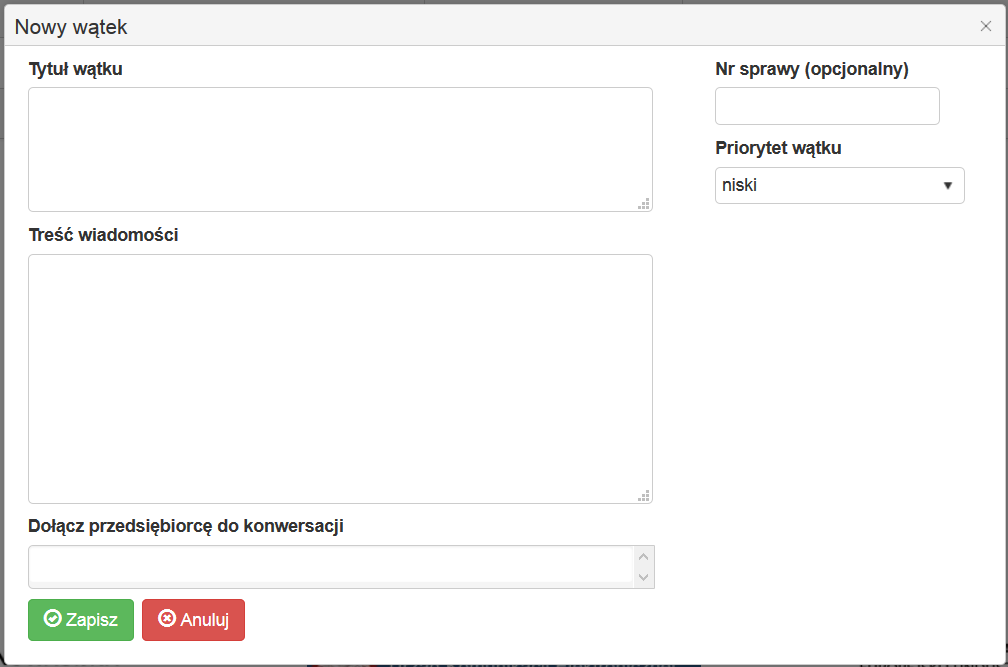 Nowy wątek
Tytuł wątku
Nr sprawy (opcjonalny)
Priorytet wątku
niski
Treść wiadomości
Dołącz przedsiębiorcę do konwersacji
Zapisz
Anuluj